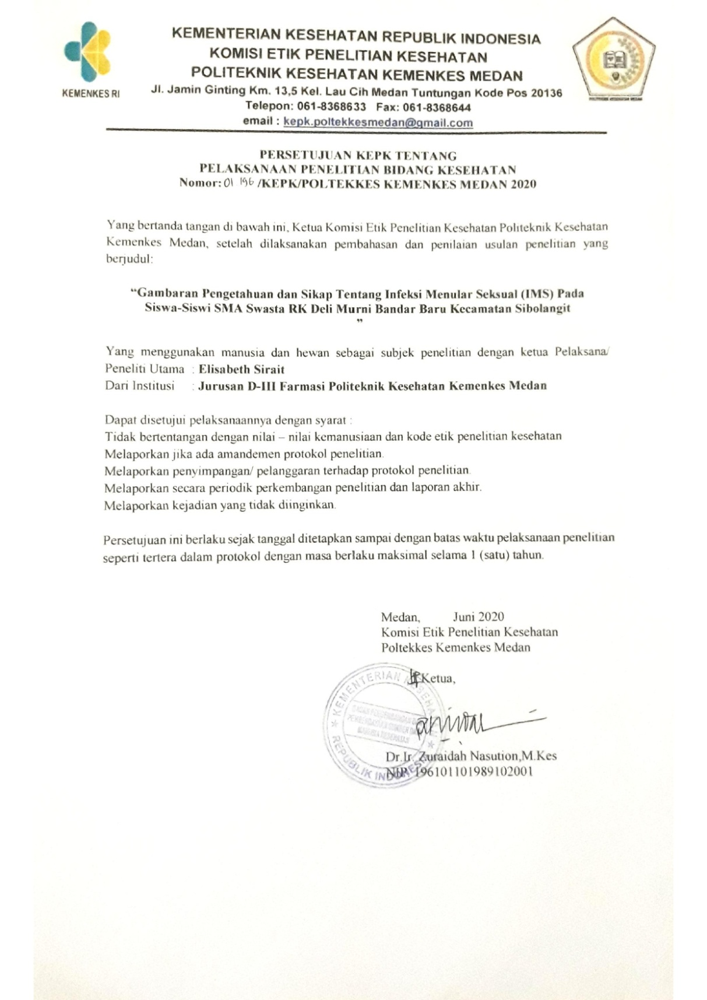 KEMENKES RI
KEMENTERIAN KESEHATAN REPUBLIK INDONESIA
KOMISI ETIK PENELITIAN KESEHATAN
POLITEKNIK KESEHATAN KEMENKES MEDAN
Jl. Jamin Ginting Km. 13,5 Kel. Lau Cih Medan Tuntungan Kode Pos 20136
Telepon: 061-8368633 Fax: 061-8368644
email : kepk.poltekkesmedan@gmail.com
POLITEKNIK KESEHATAN MEDAN
PERSETUJUAN KEPK TENTANG
PELAKSANAAN PENELITIAN BIDANG KESEHATAN
Nomor: 01 196 /KEPK/POLTEKKES KEMENKES MEDAN 2020
Yang bertanda tangan di bawah ini, Ketua Komisi Etik Penelitian Kesehatan Politeknik Kesehatan
Kemenkes Medan, setelah dilaksanakan pembahasan dan penilaian usulan penelitian yang
berjudul:
“Gambaran Pengetahuan dan Sikap Tentang Infeksi Menular Seksual (IMS) Pada
Siswa-Siswi SMA Swasta RK Deli Murni Bandar Baru Kecamatan Sibolangit
”
Yang menggunakan manusia dan hewan sebagai subjek penelitian dengan ketua Pelaksana/
Peneliti Utama : Elisabeth Sirait
Dari Institusi : Jurusan D-III Farmasi Politeknik Kesehatan Kemenkes Medan
Dapat disetujui pelaksanaannya dengan syarat :
Tidak bertentangan dengan nilai – nilai kemanusiaan dan kode etik penelitian kesehatan
Melaporkan jika ada amandemen protokol penelitian.
Melaporkan penyimpangan/ pelanggaran terhadap protokol penelitian.
Melaporkan secara periodik perkembangan penelitian dan laporan akhir.
Melaporkan kejadian yang tidak diinginkan.
Persetujuan ini berlaku sejak tanggal ditetapkan sampai dengan batas waktu pelaksanaan penelitian
seperti tertera dalam protokol dengan masa berlaku maksimal selama 1 (satu) tahun.
Medan, Juni 2020
Komisi Etik Penelitian Kesehatan
Poltekkes Kemenkes Medan
Ketua,
KEMENTERIAN KESEHATAN
REPUBLIK INDONESIA
Dr.Ir. Zuraidah Nasution,M.Kes
NIP. 196101101989102001